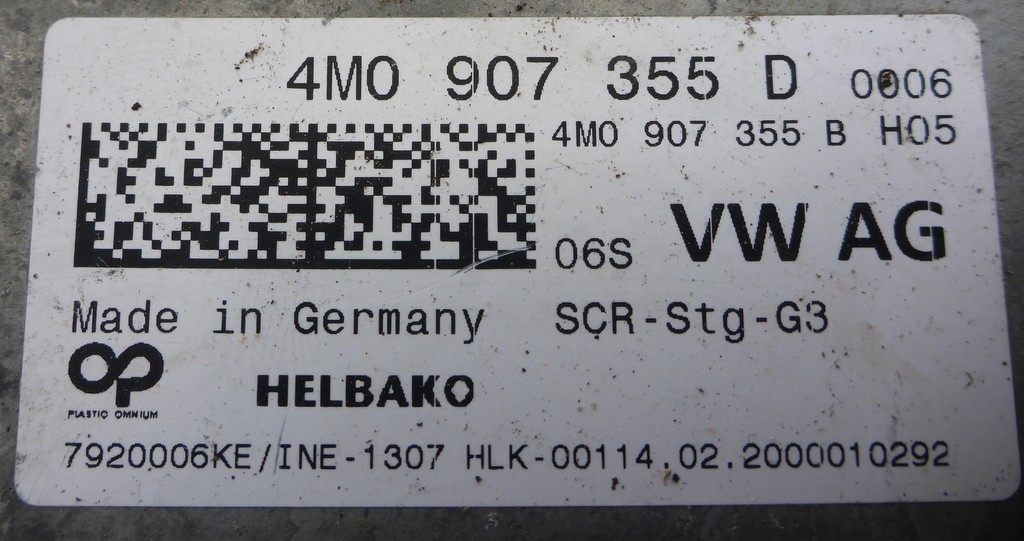 4M0 907 355 D 0006
4M0 907 355 B H05
06S VW AG
Made in Germany SCR-Stg-G3
PLASTIC OMNIUM
HELBAKO
7920006KE/INE-1307 HLK-00114.02.2000010292